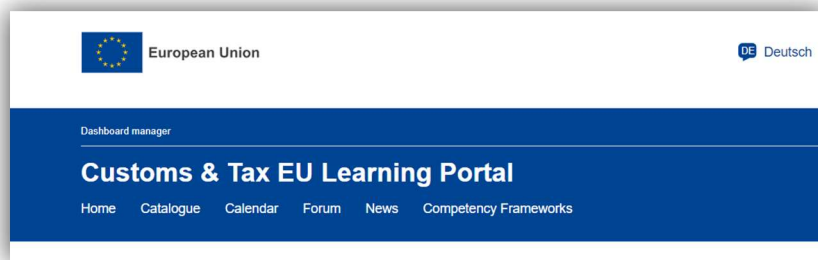 European Union
DE Deutsch
Dashboard manager
Customs & Tax EU Learning Portal
Home Catalogue Calendar Forum News Competency Frameworks